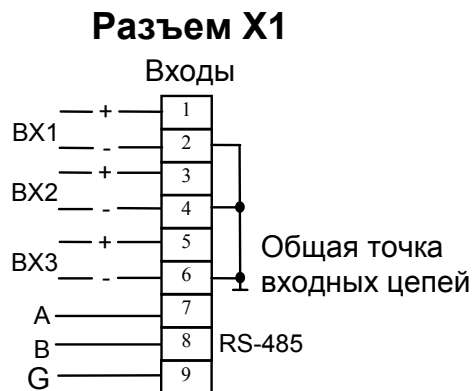 Разъем X1
Входы
+ 1
ВХ1
- 2
+ 3
ВХ2
- 4
+ 5
ВХ3
- 6
Общая точка
входных цепей
A 7
B 8 RS-485
G 9